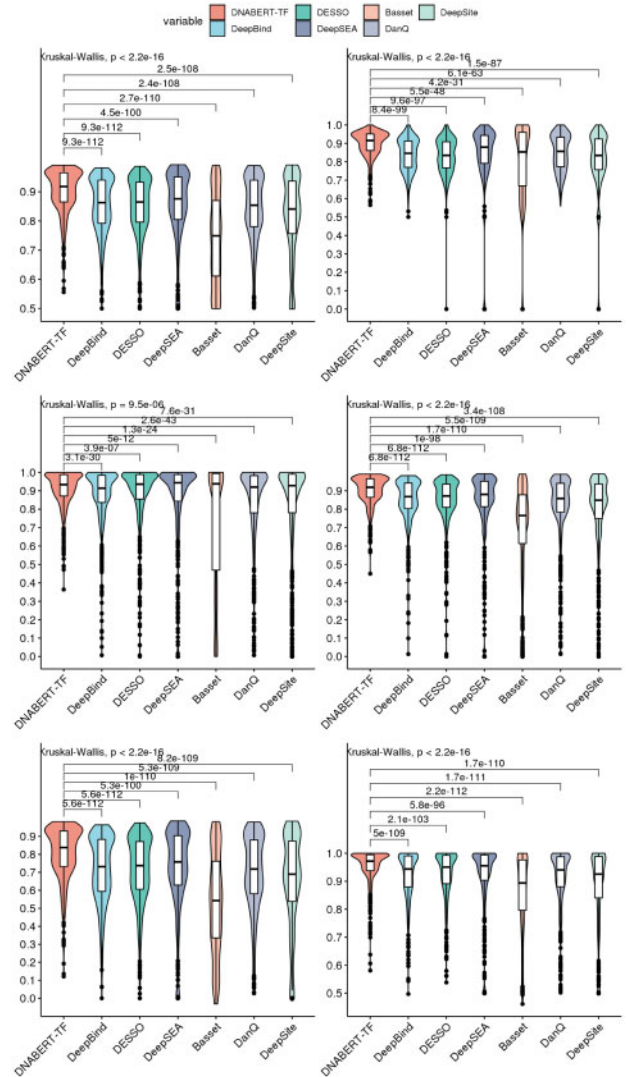 variable DNABERT-TF DESSO Basset DeepSite
DeepBind DeepSEA DanQ
Kruskal-Wallis, p < 2.2e-16
2.5e-108
2.4e-108
2.7e-110
4.5e-100
9.3e-112
9.3e-112
0.9
0.8
0.7
0.6
0.5
DNABERT-TF DeepBind DESSO DeepSEA Basset DanQ DeepSite
Kruskal-Wallis, p < 2.2e-16
1.5e-87
6.1e-63
4.2e-31
5.5e-48
9.6e-97
8.4e-99
1.0
0.9
0.8
0.7
0.6
0.5
0.4
0.3
0.2
0.1
0.0
DNABERT-TF DeepBind DESSO DeepSEA Basset DanQ DeepSite
Kruskal-Wallis, p = 9.5e-06
7.6e-31
2.6e-43
1.3e-24
5e-12
3.9e-07
3.1e-30
1.0
0.9
0.8
0.7
0.6
0.5
0.4
0.3
0.2
0.1
0.0
DNABERT-TF DeepBind DESSO DeepSEA Basset DanQ DeepSite
Kruskal-Wallis, p < 2.2e-16
3.4e-108
5.5e-109
1.7e-110
1e-98
6.8e-112
6.8e-112
1.0
0.9
0.8
0.7
0.6
0.5
0.4
0.3
0.2
0.1
0.0
DNABERT-TF DeepBind DESSO DeepSEA Basset DanQ DeepSite
Kruskal-Wallis, p < 2.2e-16
8.2e-109
5.3e-109
1e-110
5.3e-100
5.6e-112
5.6e-112
0.9
0.8
0.7
0.6
0.5
0.4
0.3
0.2
0.1
0.0
DNABERT-TF DeepBind DESSO DeepSEA Basset DanQ DeepSite
Kruskal-Wallis, p < 2.2e-16
1.7e-110
1.7e-111
2.2e-112
5.8e-96
2.1e-103
5e-109
1.0
0.9
0.8
0.7
0.6
0.5
DNABERT-TF DeepBind DESSO DeepSEA Basset DanQ DeepSite